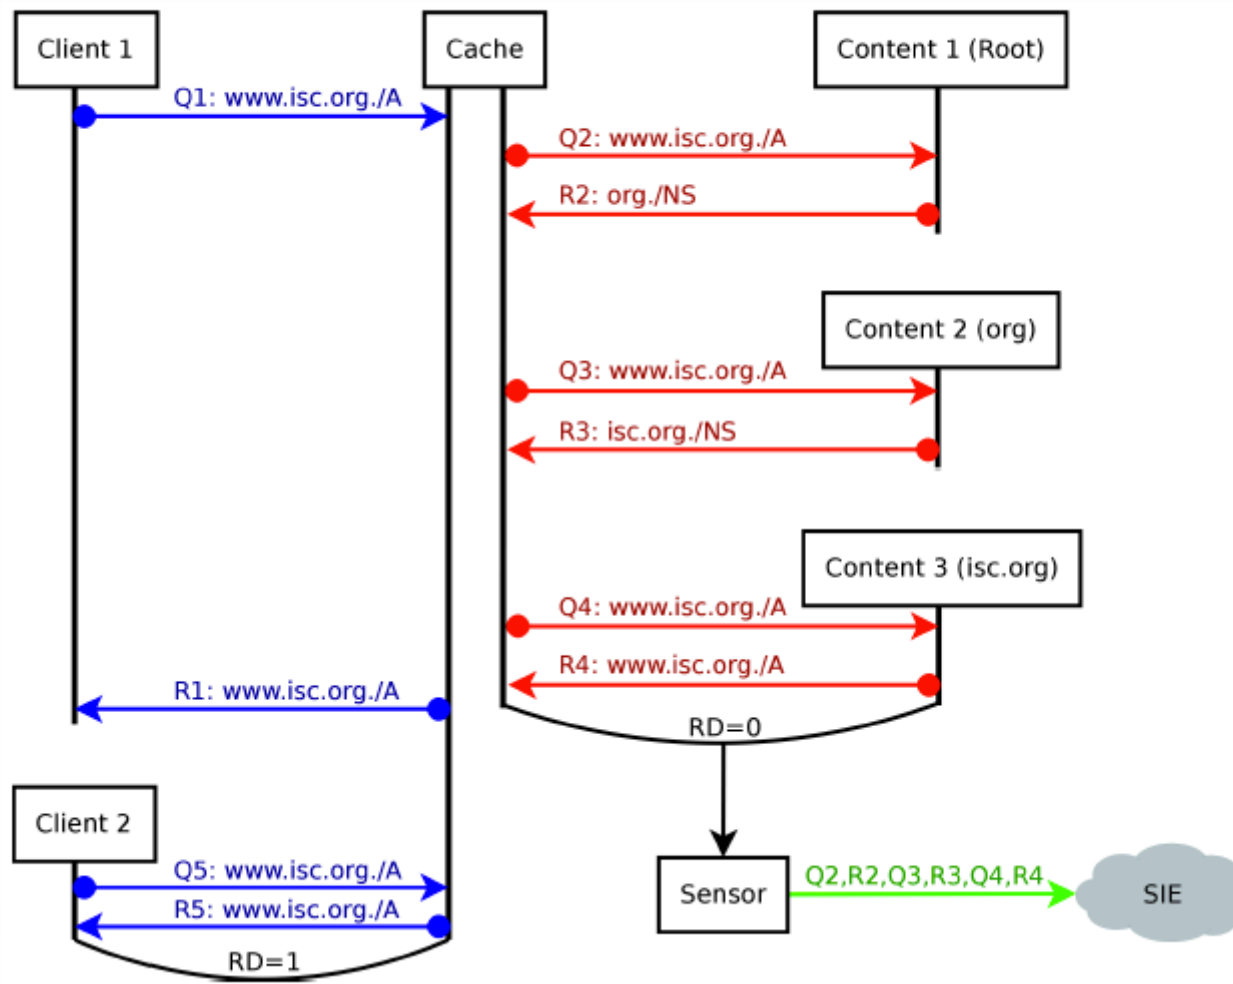 Client 1
Cache
Content 1 (Root)
Q1: www.isc.org./A
Q2: www.isc.org./A
R2: org./NS
Content 2 (org)
Q3: www.isc.org./A
R3: isc.org./NS
Content 3 (isc.org)
Q4: www.isc.org./A
R4: www.isc.org./A
R1: www.isc.org./A
RD=0
Client 2
Q5: www.isc.org./A
R5: www.isc.org./A
RD=1
Sensor
Q2,R2,Q3,R3,Q4,R4
SIE